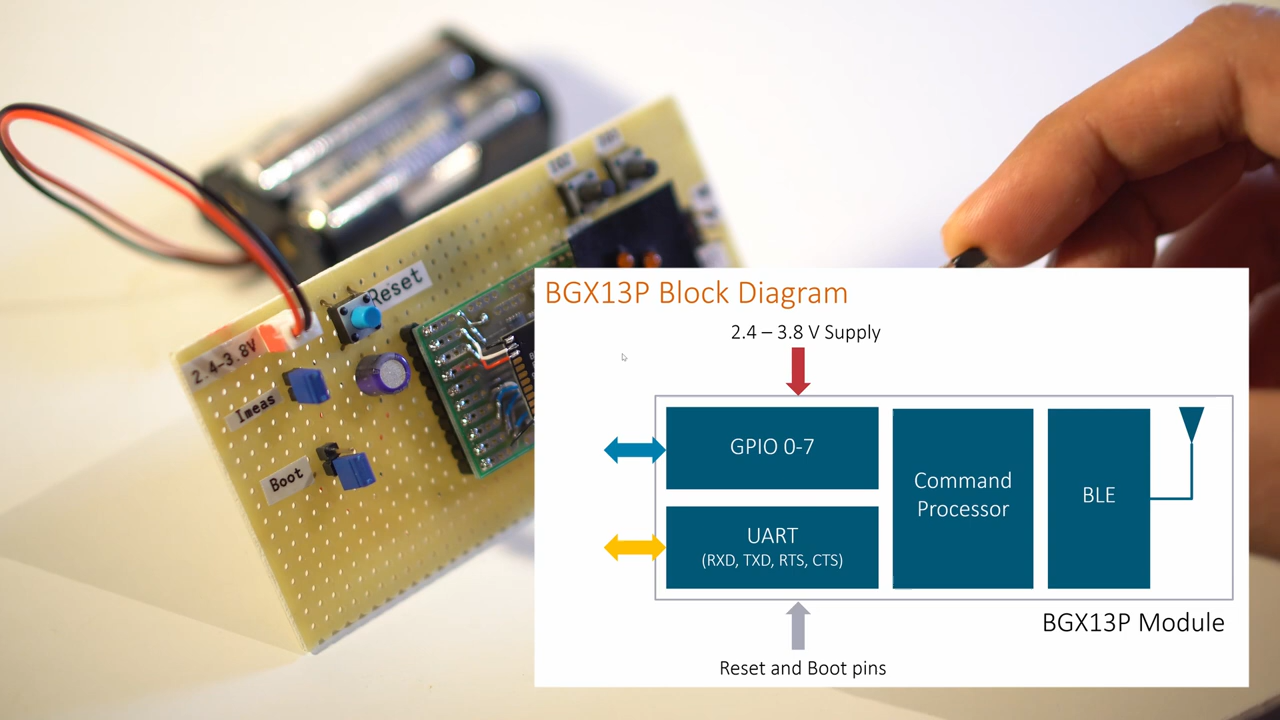 Reset
2.4-3.8V
Imeas
Boot
BGX13P Block Diagram
2.4 – 3.8 V Supply
GPIO 0-7
Command
Processor
BLE
UART
(RXD, TXD, RTS, CTS)
BGX13P Module
Reset and Boot pins